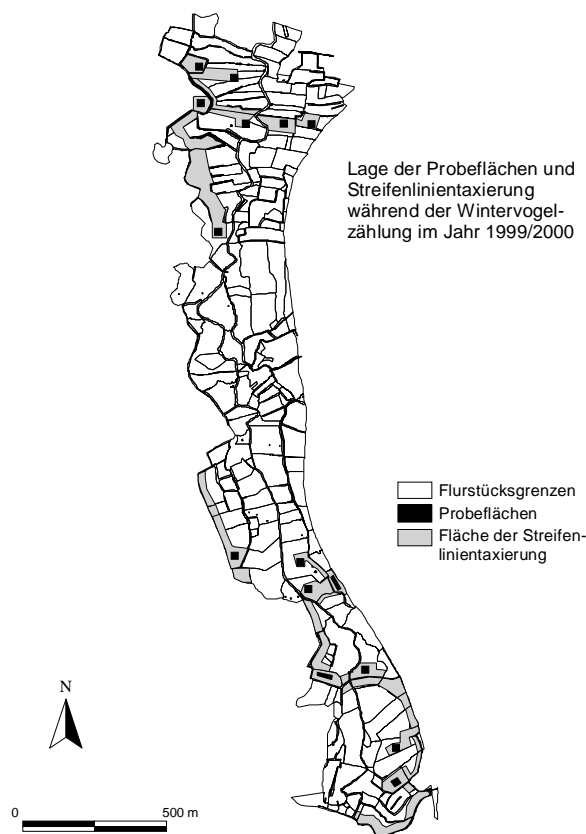 Lage der Probeflächen und
Streifenlinientaxierung
während der Wintervogel-
zählung im Jahr 1999/2000
Flurstücksgrenzen
Probeflächen
Fläche der Streifen-
linientaxierung
N
0 500 m